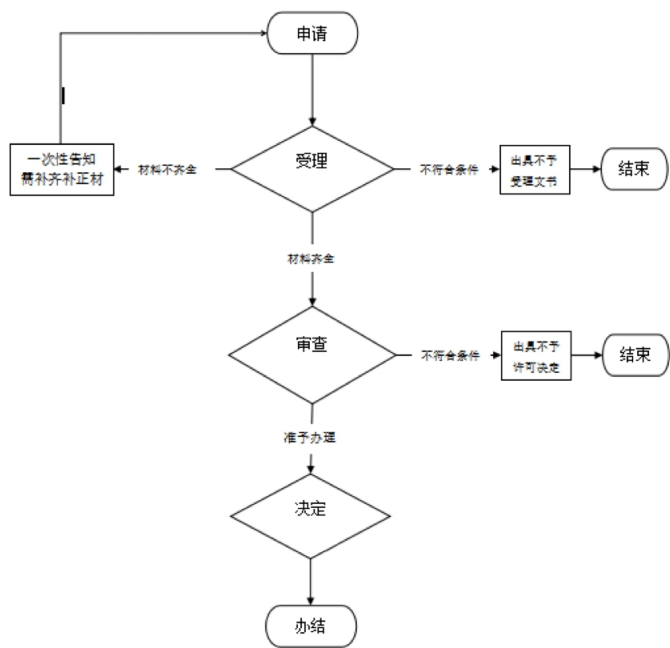 申请
受理
一次性告知
需补齐补正材
材料不齐全
不符合条件
出具不予
受理文书
结束
材料齐全
审查
不符合条件
出具不予
许可决定
结束
准予办理
决定
办结